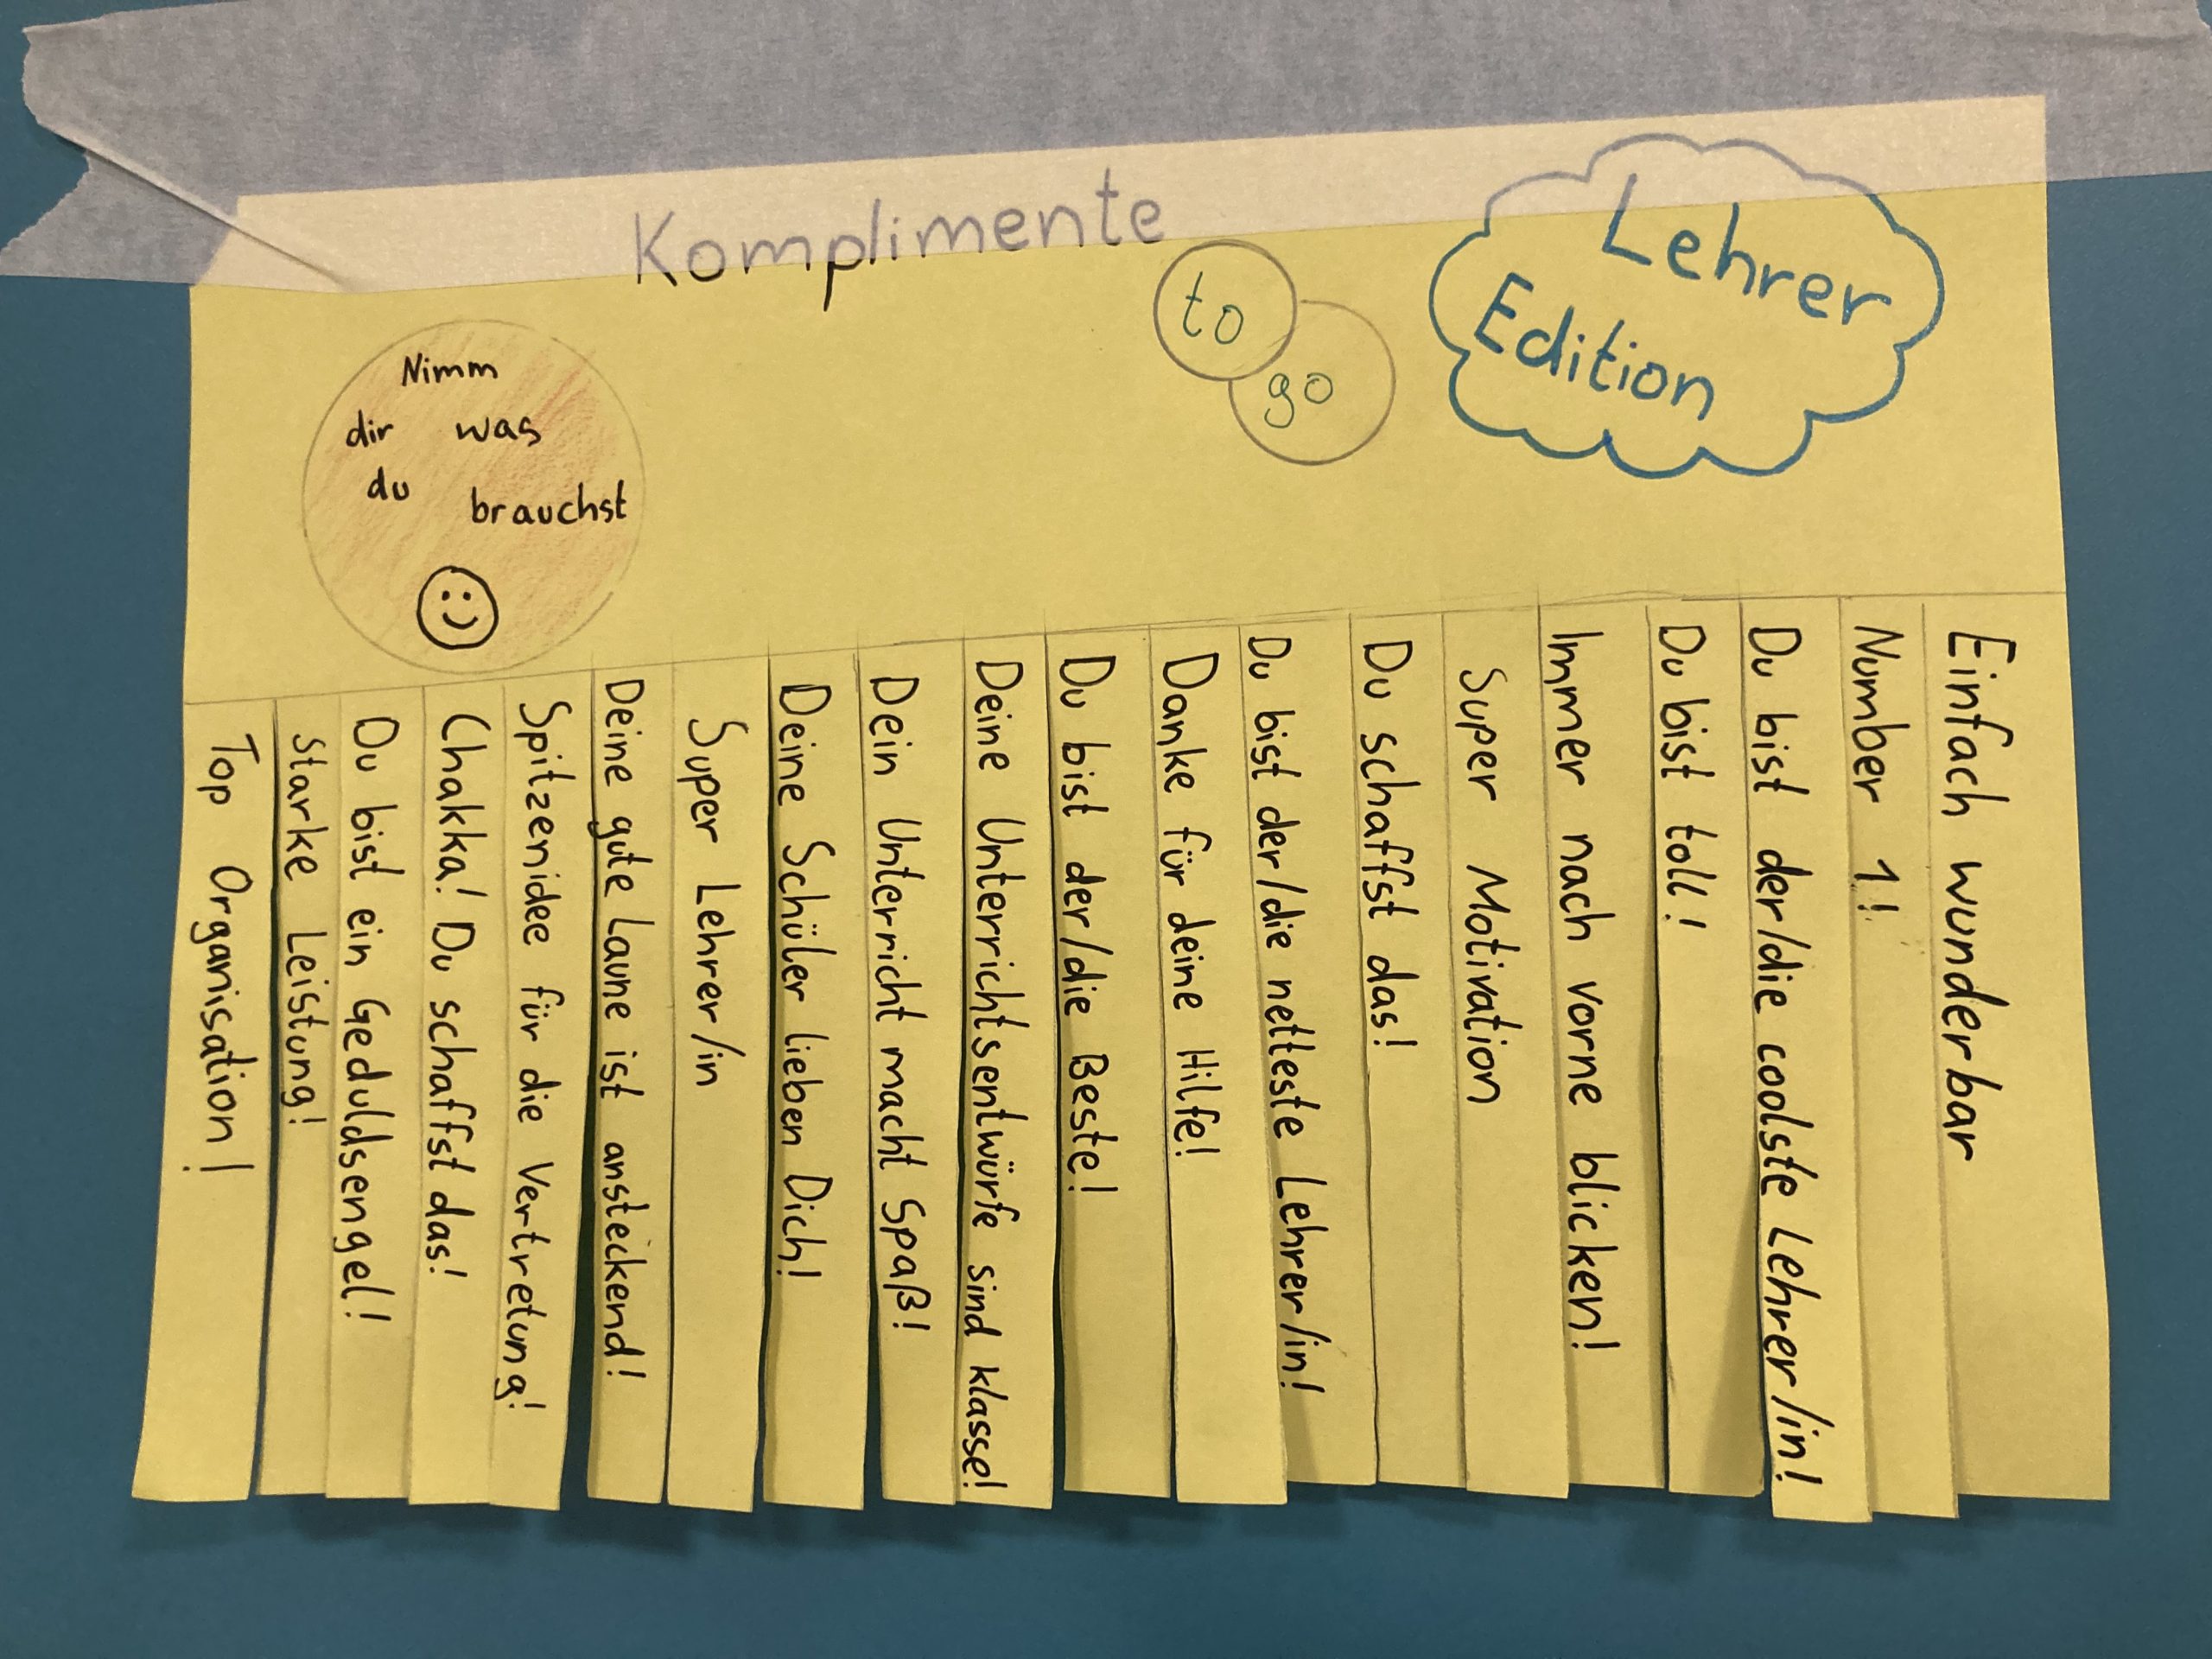 Komplimente
to
go
Lehrer
Edition
Nimm
dir was
du brauchst
Top Organisation!
starke Leistung!
Du bist ein Geduldsengel!
Chakka! Du schaffst das!
Spitzenidee für die Vertretung!
Deine gute Laune ist ansteckend!
Super Lehrer/in
Deine Schüler lieben Dich!
Dein Unterricht macht Spaß!
Deine Unterrichtsentwürfe sind klasse!
Du bist der/die Beste!
Danke für deine Hilfe!
Du bist der/die netteste Lehrer/in!
Du schaffst das!
Super Motivation
Immer nach vorne blicken!
Du bist toll!
Du bist der/die coolste Lehrer/in!
Number 1!
Einfach wunderbar